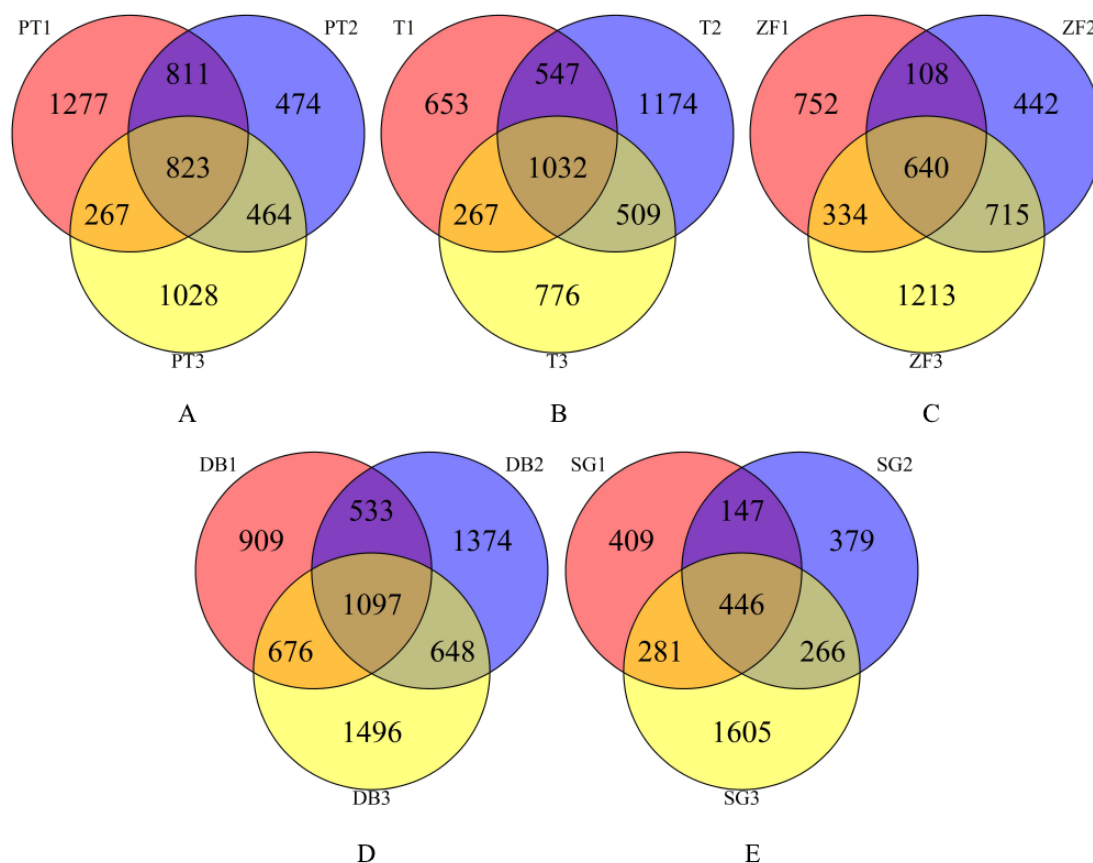 PT1 PT2 T1 T2 ZF1 ZF2
811 547 108
1277 474 653 1174 752 442
823 1032 640
267 464 267 509 334 715
1028 776 1213
PT3 T3 ZF3
A B C
DB1 DB2 SG1 SG2
533 147
909 1374 409 379
1097 446
676 648 281 266
1496 1605
DB3 SG3
D E